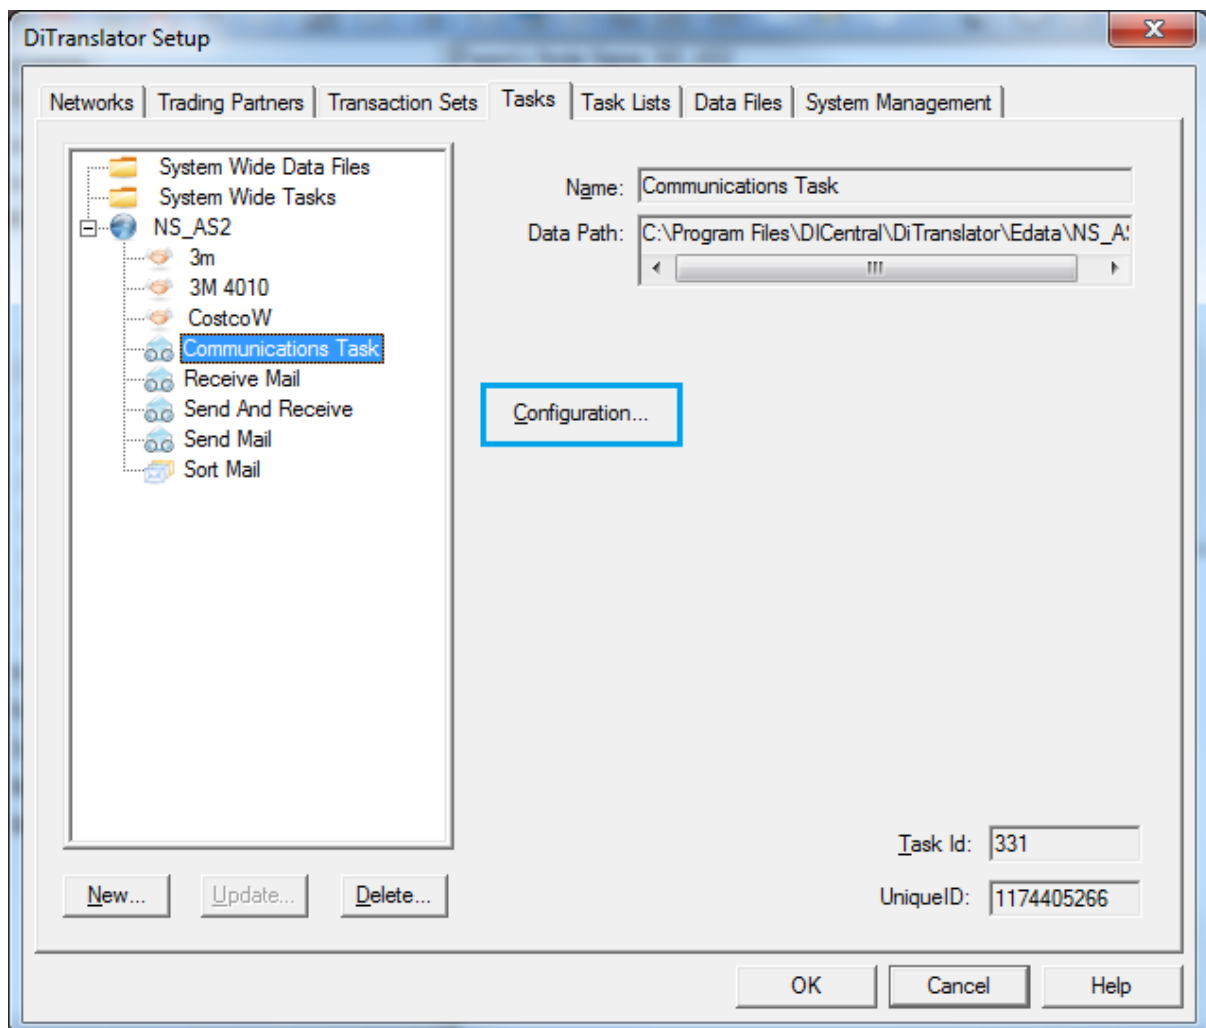 DiTranslator Setup
X
Networks Trading Partners Transaction Sets Tasks Task Lists Data Files System Management
System Wide Data Files
System Wide Tasks
NS_AS2
3m
3M 4010
CostcoW
Communications Task
Receive Mail
Send And Receive
Send Mail
Sort Mail
Name: Communications Task
Data Path: C:\Program Files\DICentral\DiTranslator\Edata\NS_A
Configuration...
Task Id: 331
UniqueID: 1174405266
New... Update... Delete...
OK Cancel Help